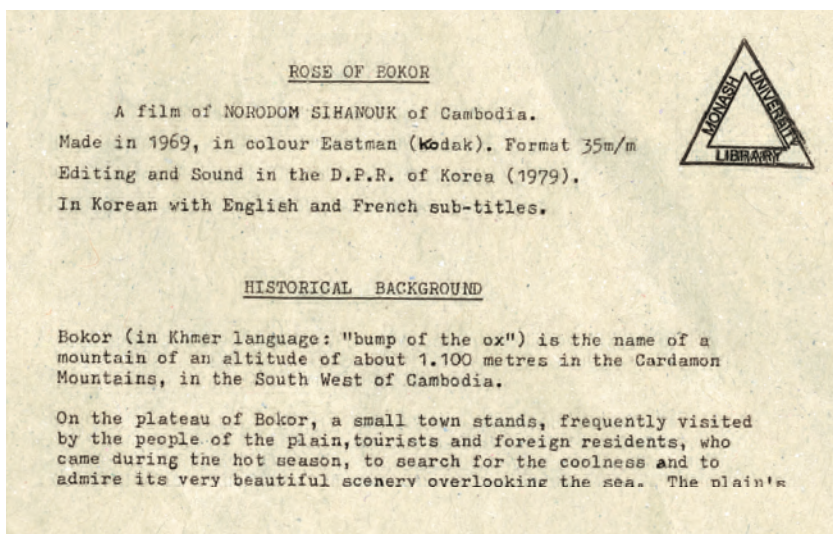 ROSE OF BOKOR
MONASH UNIVERSITY LIBRARY
A film of NORODOM SIHANOUK of Cambodia.
Made in 1969, in colour Eastman (Kodak). Format 35m/m
Editing and Sound in the D.P.R. of Korea (1979).
In Korean with English and French sub-titles.
HISTORICAL BACKGROUND
Bokor (in Khmer language: "bump of the ox") is the name of a
mountain of an altitude of about 1.100 metres in the Cardamon
Mountains, in the South West of Cambodia.
On the plateau of Bokor, a small town stands, frequently visited
by the people of the plain,tourists and foreign residents, who
came during the hot season, to search for the coolness and to
admire its very beautiful scenery overlooking the sea. The plain's